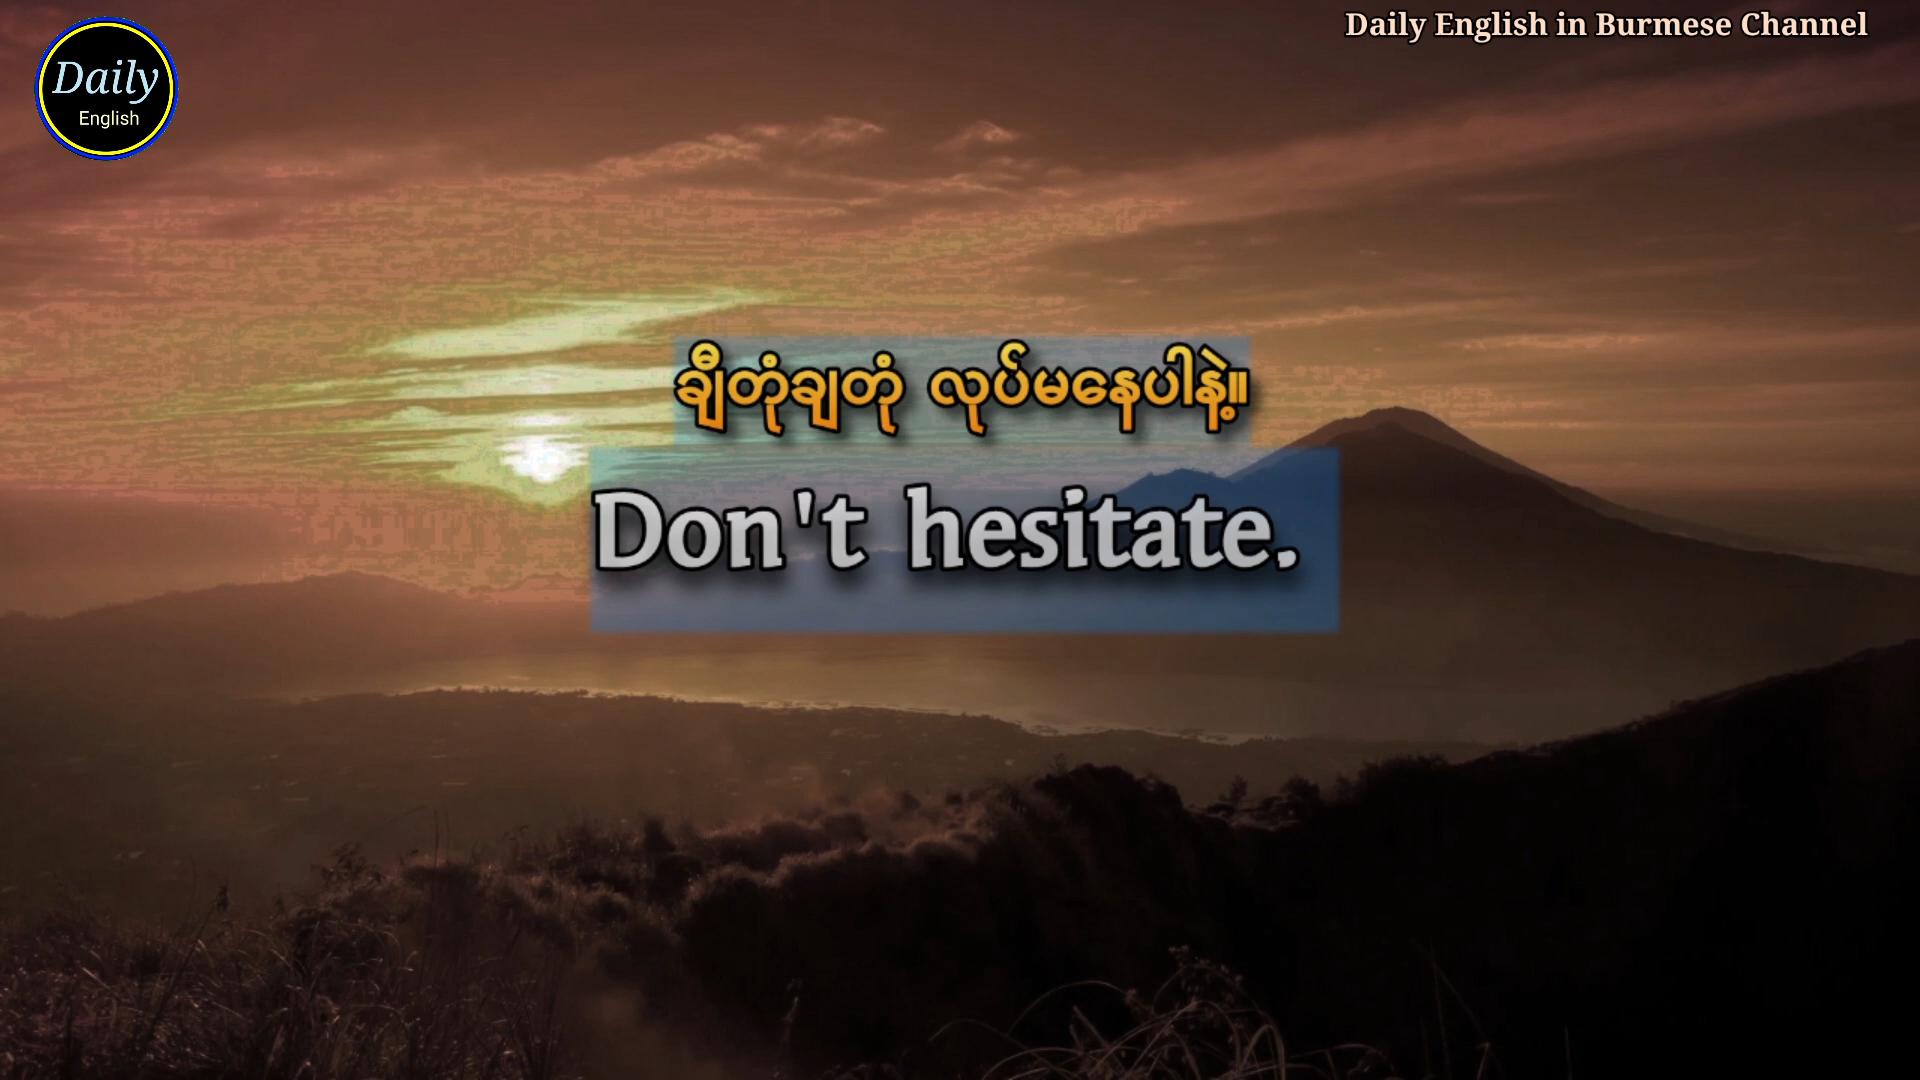 Daily English in Burmese Channel
Daily
English
ချီတုံချတုံ လုပ်မနေပါနဲ့။
Don't hesitate.